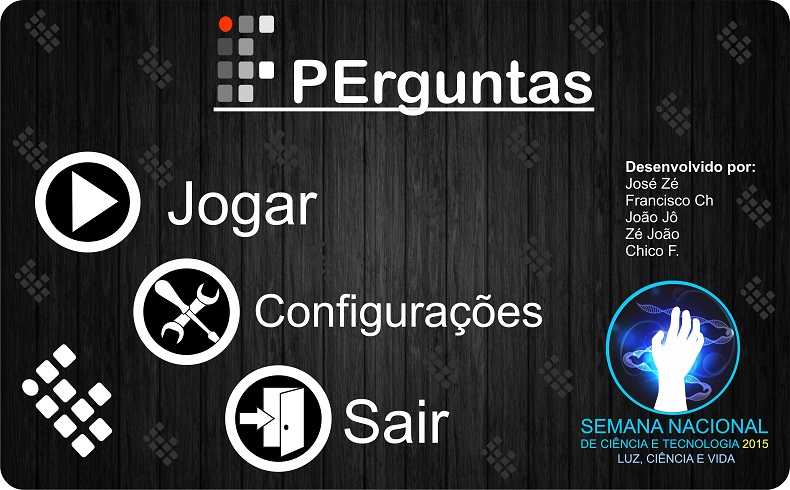 PErguntas
Jogar
Configurações
Sair
Desenvolvido por:
José Zé
Francisco Ch
João Jô
Zé João
Chico F.
SEMANA NACIONAL
DE CIÊNCIA E TECNOLOGIA 2015
LUZ, CIÊNCIA E VIDA